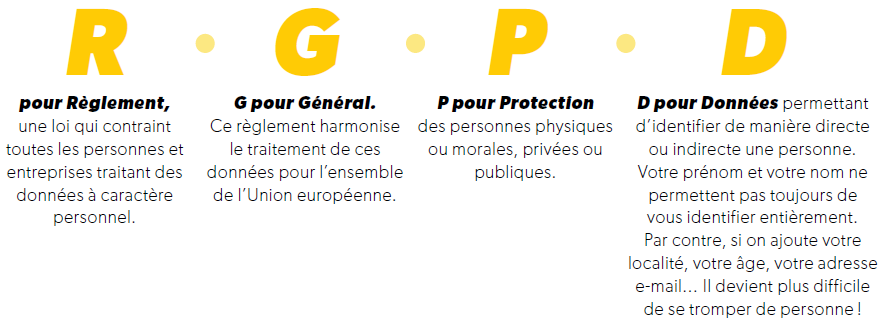 R • G • P • D
pour Règlement,
une loi qui contraint
toutes les personnes et
entreprises traitant des
données à caractère
personnel.
G pour Général.
Ce règlement harmonise
le traitement de ces
données pour l’ensemble
de l’Union européenne.
P pour Protection
des personnes physiques
ou morales, privées ou
publiques.
D pour Données permettant
d’identifier de manière directe
ou indirecte une personne.
Votre prénom et votre nom ne
permettent pas toujours de
vous identifier entièrement.
Par contre, si on ajoute votre
localité, votre âge, votre adresse
e-mail... Il devient plus difficile
de se tromper de personne !